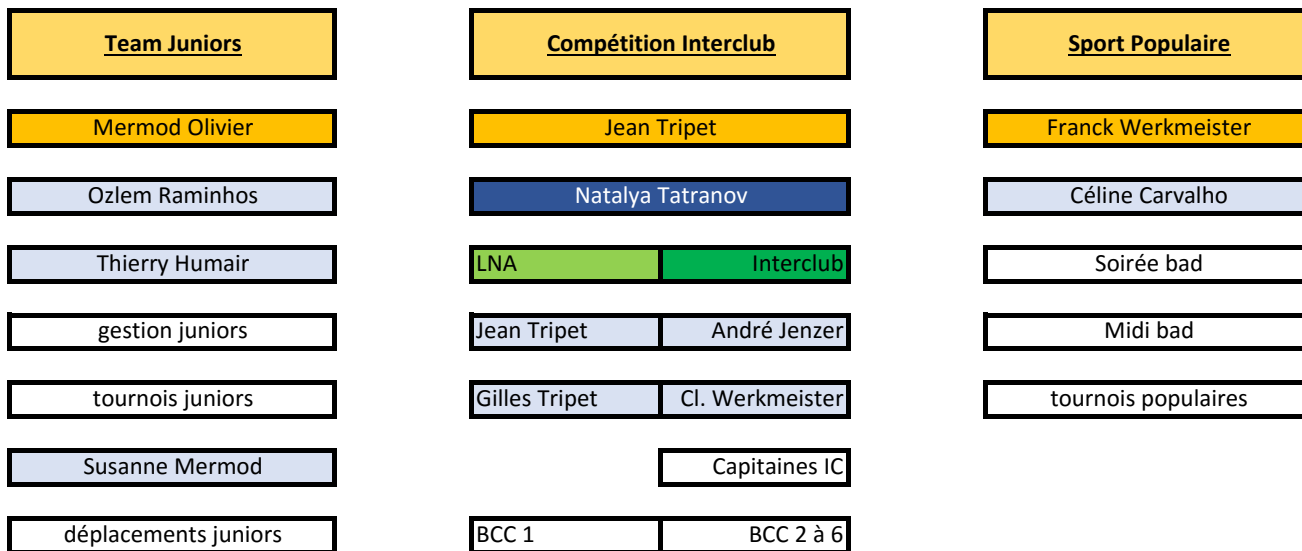 Team Juniors
Mermod Olivier
Ozlem Raminhos
Thierry Humair
gestion juniors
tournois juniors
Susanne Mermod
déplacements juniors
Compétition Interclub
Jean Tripet
Natalya Tatranov
LNA Interclub
Jean Tripet André Jenzer
Gilles Tripet Cl. Werkmeister
Capitaines IC
BCC 1 BCC 2 à 6
Sport Populaire
Franck Werkmeister
Céline Carvalho
Soirée bad
Midi bad
tournois populaires